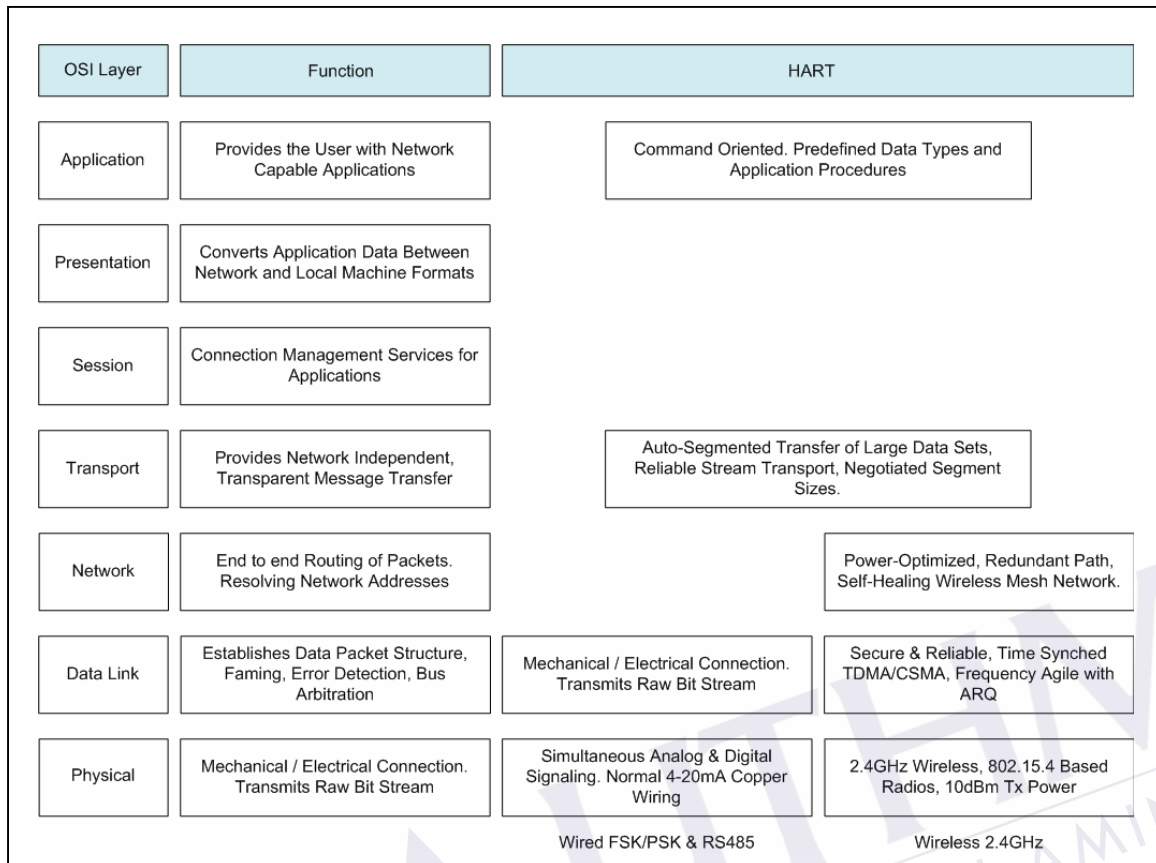 OSI Layer
Function
HART
Application
Provides the User with Network
Capable Applications
Command Oriented. Predefined Data Types and
Application Procedures
Presentation
Converts Application Data Between
Network and Local Machine Formats
Session
Connection Management Services for
Applications
Transport
Provides Network Independent,
Transparent Message Transfer
Auto-Segmented Transfer of Large Data Sets,
Reliable Stream Transport, Negotiated Segment
Sizes.
Network
End to end Routing of Packets.
Resolving Network Addresses
Power-Optimized, Redundant Path,
Self-Healing Wireless Mesh Network.
Data Link
Establishes Data Packet Structure,
Faming, Error Detection, Bus
Arbitration
Mechanical / Electrical Connection.
Transmits Raw Bit Stream
Secure & Reliable, Time Synched
TDMA/CSMA, Frequency Agile with
ARQ
Physical
Mechanical / Electrical Connection.
Transmits Raw Bit Stream
Simultaneous Analog & Digital
Signaling. Normal 4-20mA Copper
Wiring
2.4GHz Wireless, 802.15.4 Based
Radios, 10dBm Tx Power
Wired FSK/PSK & RS485
Wireless 2.4GHz